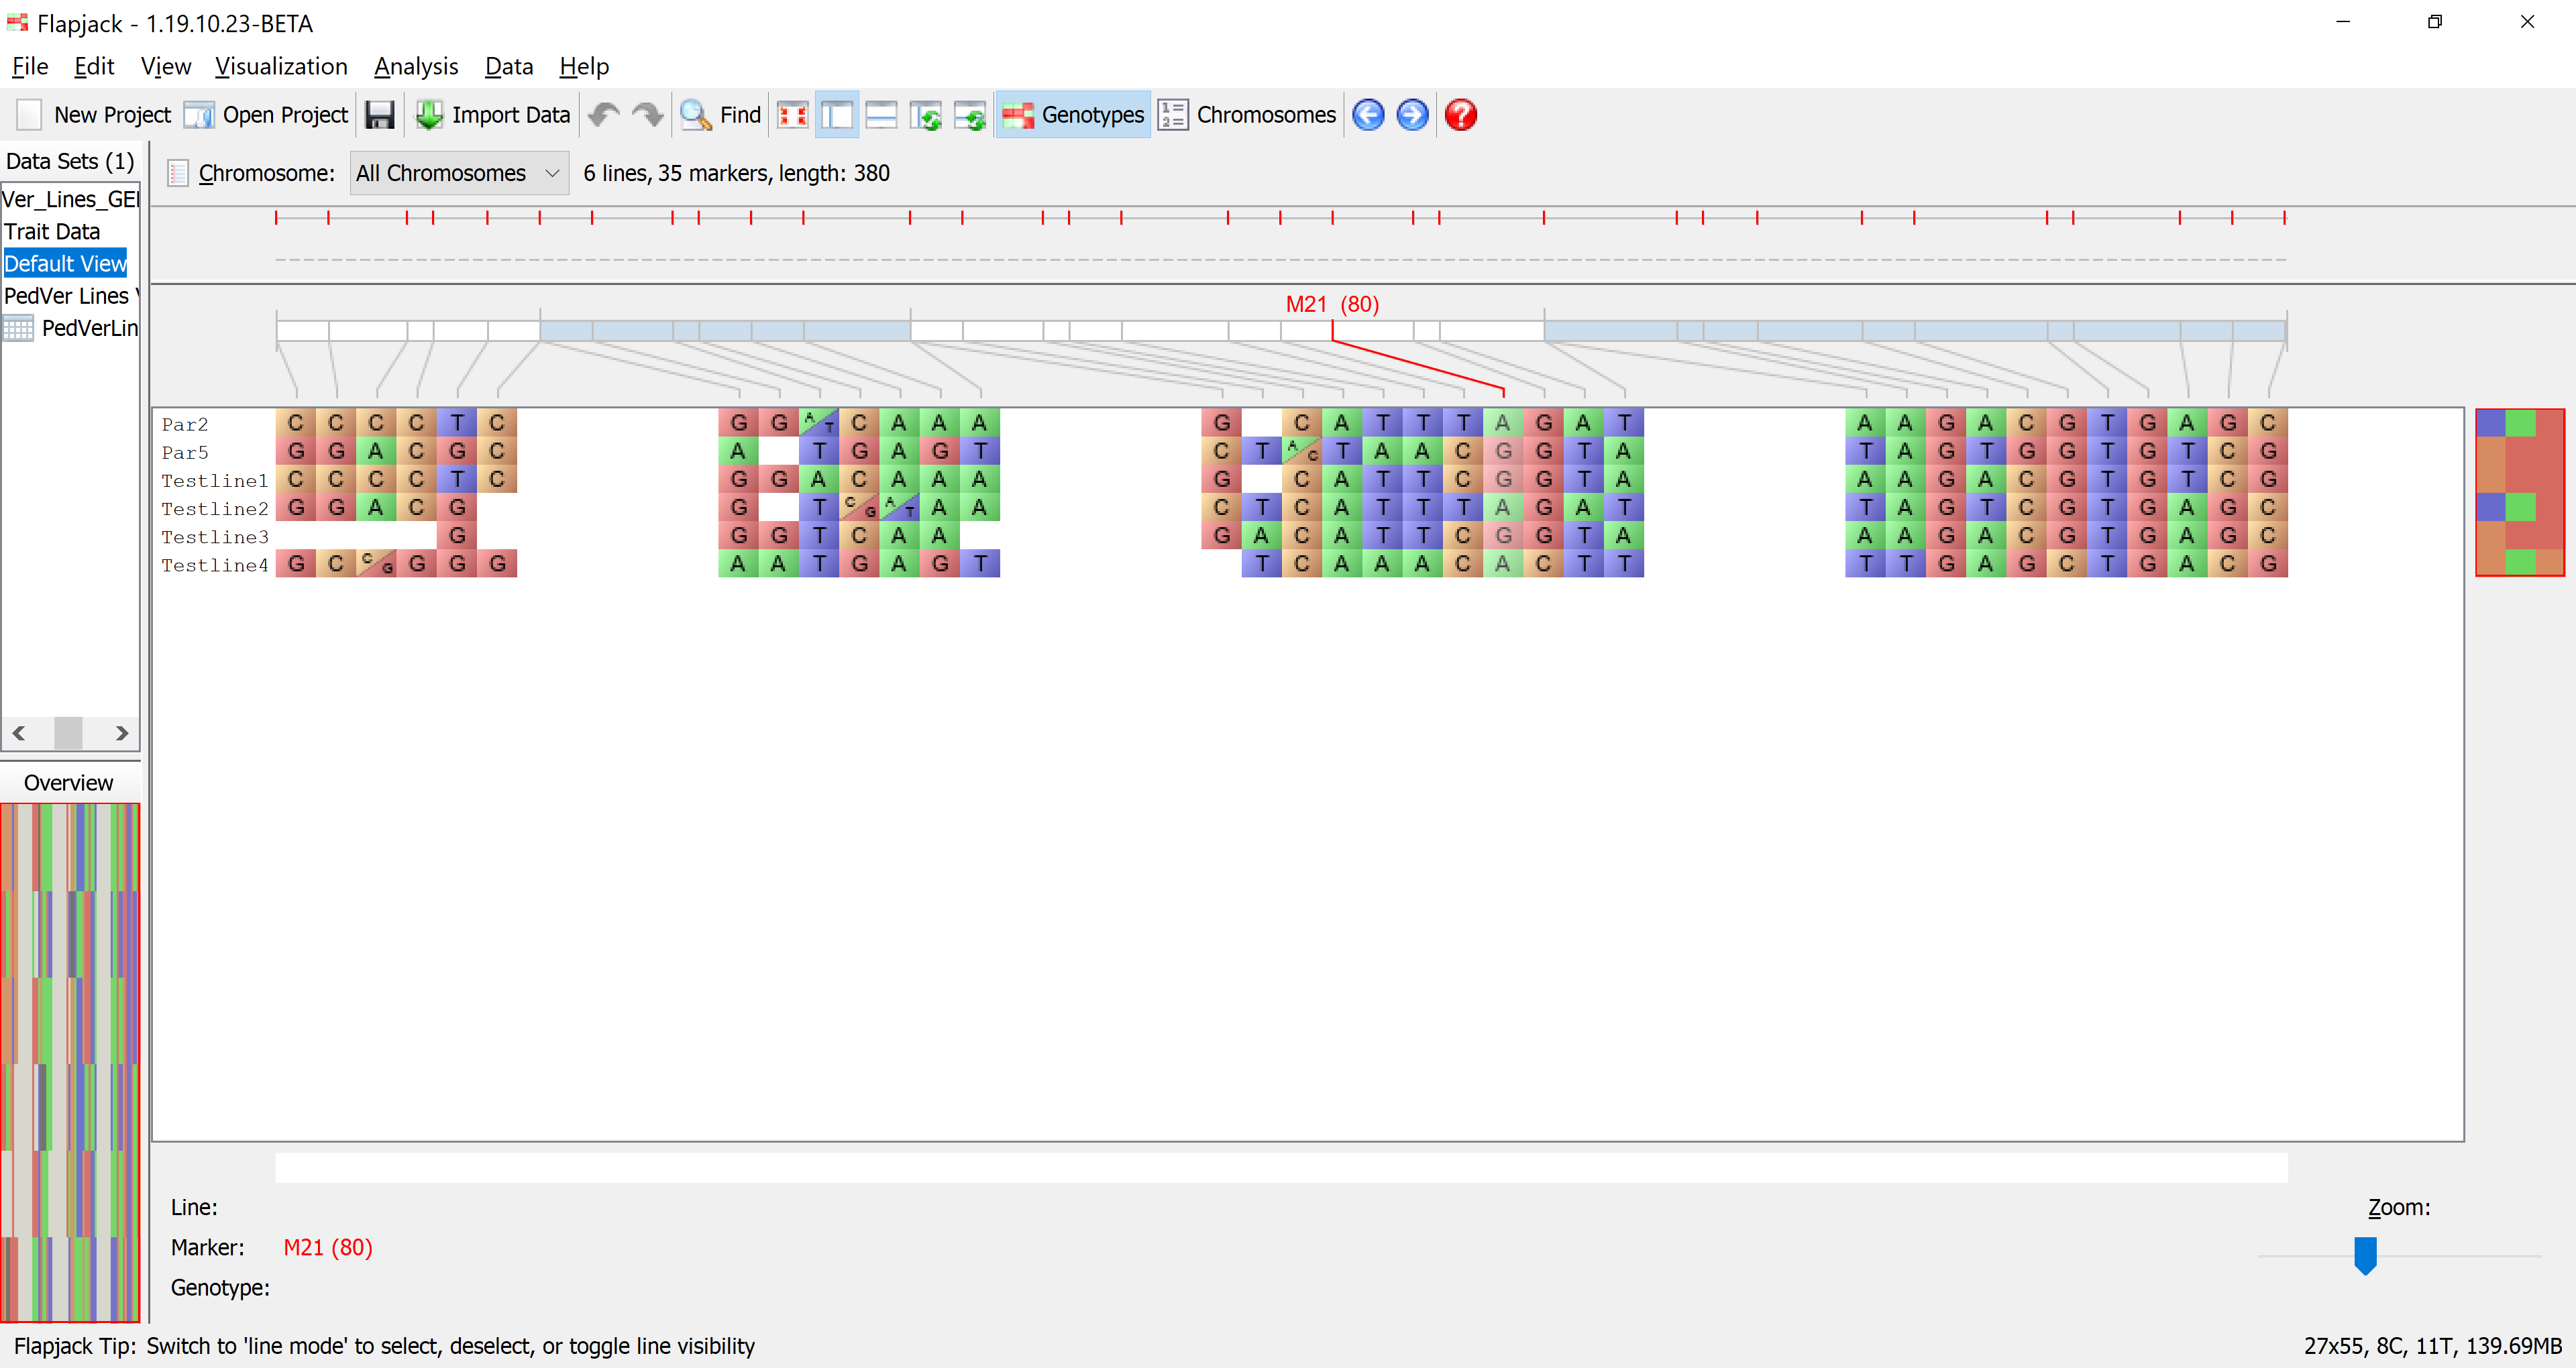 Flapjack - 1.19.10.23-BETA
File Edit View Visualization Analysis Data Help
New Project Open Project Import Data Find Genotypes 1= 2= Chromosomes ?
Data Sets (1)
Ver_Lines_GE
Trait Data
Default View
PedVer Lines
PedVerLin
Chromosome: All Chromosomes 6 lines, 35 markers, length: 380
M21 (80)
Par2 C C C C T C G G A/T C A A A G C A T T T A G A T A A G A C G T G A G C
Par5 G G A C G C A T G A G T C T A/C T A A C G G T A T A G T G G T G T C G
Testline1 C C C C T C G G A C A A A G C A T T C G G T A A A G A C G T G T C G
Testline2 G G A C G G T C/G A/T A A C T C A T T T A G A T T A G T C G T G A G C
Testline3 G G G T C A A G A C A T T C G G T A A A G A C G T G A G C
Testline4 G C C/G G G G A A T G A G T T C A A A C A C T T T T G A G C T G A C G
Overview
Line:
Marker: M21 (80)
Genotype:
Zoom:
Flapjack Tip: Switch to 'line mode' to select, deselect, or toggle line visibility
27x55, 8C, 11T, 139.69MB